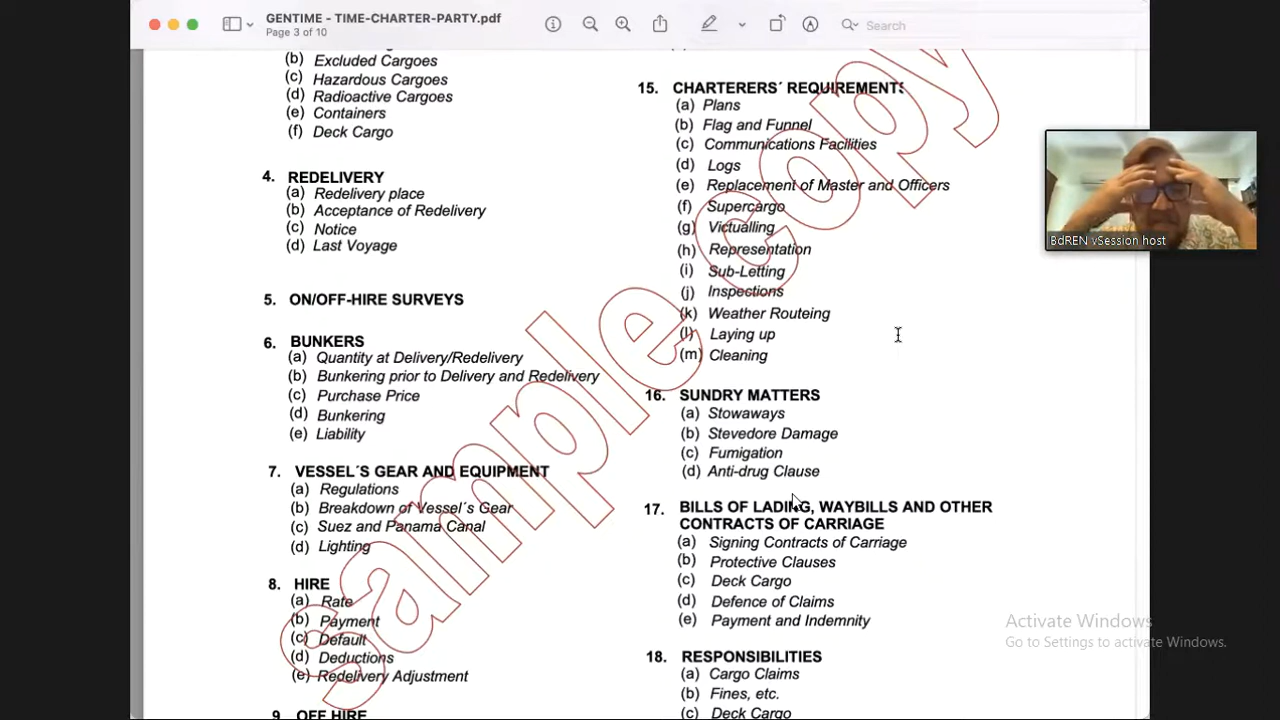 GENTIME - TIME-CHARTER-PARTY.pdf
Page 3 of 10
Search
(b) Excluded Cargoes
(c) Hazardous Cargoes
(d) Radioactive Cargoes
(e) Containers
(f) Deck Cargo
4. REDELIVERY
(a) Redelivery place
(b) Acceptance of Redelivery
(c) Notice
(d) Last Voyage
5. ON/OFF-HIRE SURVEYS
6. BUNKERS
(a) Quantity at Delivery/Redelivery
(b) Bunkering prior to Delivery and Redelivery
(c) Purchase Price
(d) Bunkering
(e) Liability
7. VESSEL´S GEAR AND EQUIPMENT
(a) Regulations
(b) Breakdown of Vessel´s Gear
(c) Suez and Panama Canal
(d) Lighting
8. HIRE
(a) Rate
(b) Payment
(c) Default
(d) Deductions
(e) Redelivery Adjustment
9. OFF HIRE
15. CHARTERERS´ REQUIREMENTS
(a) Plans
(b) Flag and Funnel
(c) Communications Facilities
(d) Logs
(e) Replacement of Master and Officers
(f) Supercargo
(g) Victualling
(h) Representation
(i) Sub-Letting
(j) Inspections
(k) Weather Routeing
(l) Laying up
(m) Cleaning
16. SUNDRY MATTERS
(a) Stowaways
(b) Stevedore Damage
(c) Fumigation
(d) Anti-drug Clause
17. BILLS OF LADING, WAYBILLS AND OTHER
CONTRACTS OF CARRIAGE
(a) Signing Contracts of Carriage
(b) Protective Clauses
(c) Deck Cargo
(d) Defence of Claims
(e) Payment and Indemnity
18. RESPONSIBILITIES
(a) Cargo Claims
(b) Fines, etc.
(c) Deck Cargo
sample copy
BdREN vSession host
Activate Windows
Go to Settings to activate Windows.